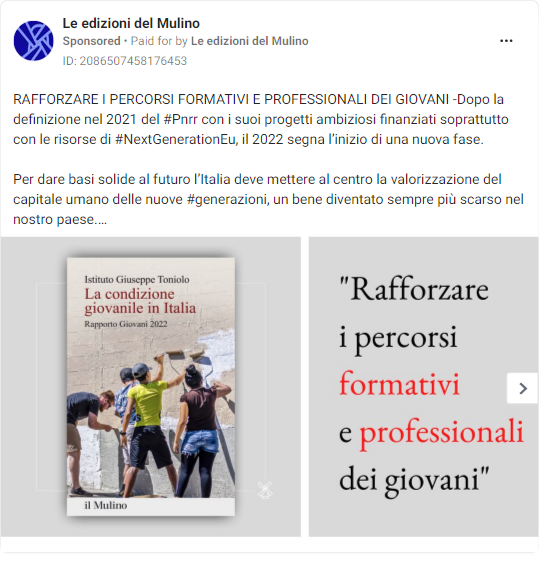 Le edizioni del Mulino
Sponsored • Paid for by Le edizioni del Mulino
ID: 2086507458176453
RAFFORZARE I PERCORSI FORMATIVI E PROFESSIONALI DEI GIOVANI -Dopo la
definizione nel 2021 del #Pnrr con i suoi progetti ambiziosi finanziati soprattutto
con le risorse di #NextGenerationEu, il 2022 segna l'inizio di una nuova fase.
Per dare basi solide al futuro l'Italia deve mettere al centro la valorizzazione del
capitale umano delle nuove #generazioni, un bene diventato sempre più scarso nel
nostro paese....
Istituto Giuseppe Toniolo
La condizione
giovanile in Italia
Rapporto Giovani 2022
il Mulino
"Rafforzare
i percorsi
formativi
e professionali
dei giovani"